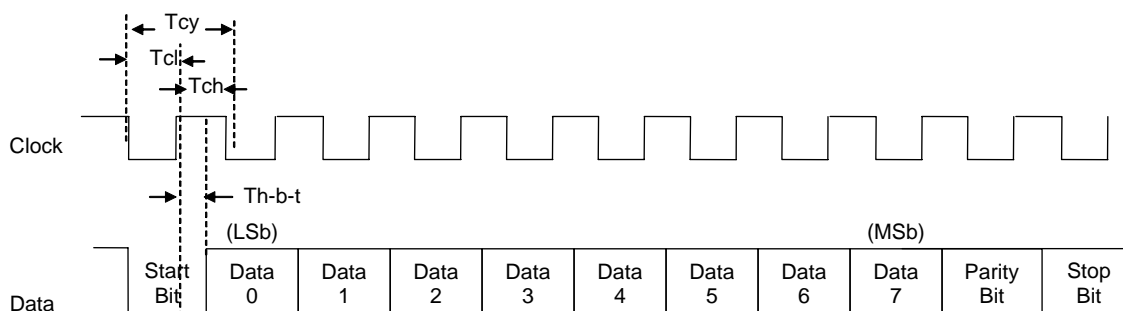 Tcy
Tcl
Tch
Clock
Th-b-t
(LSb)
(MSb)
Data
Start
Bit
Data
0
Data
1
Data
2
Data
3
Data
4
Data
5
Data
6
Data
7
Parity
Bit
Stop
Bit